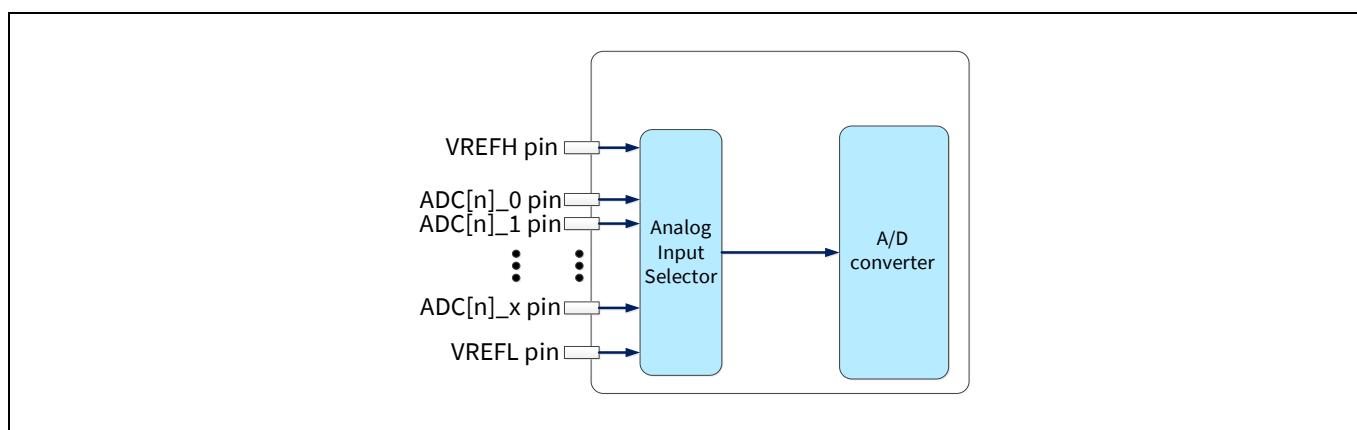 VREFH pin
ADC[n]_0 pin
ADC[n]_1 pin
ADC[n]_x pin
VREFL pin
Analog
Input
Selector
A/D
converter